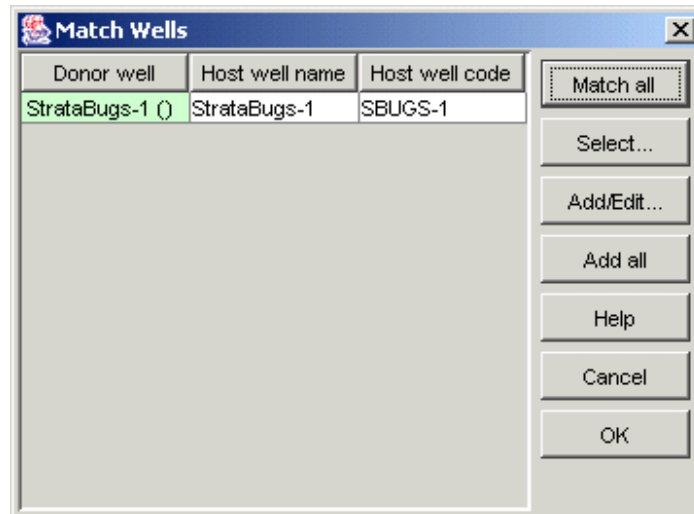 Match Wells
Donor well Host well name Host well code
StrataBugs-1 () StrataBugs-1 SBUGS-1
Match all
Select...
Add/Edit...
Add all
Help
Cancel
OK